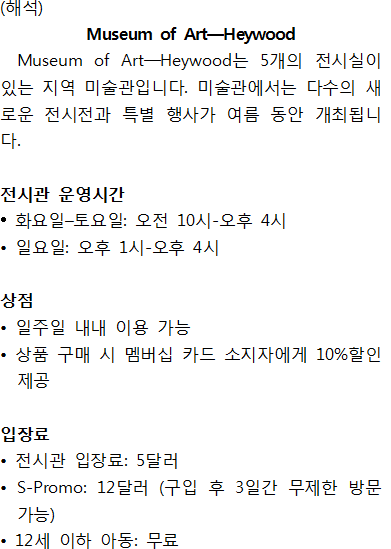 (해석)
Museum of Art—Heywood
Museum of Art—Heywood는 5개의 전시실이
있는 지역 미술관입니다. 미술관에서는 다수의 새
로운 전시전과 특별 행사가 여름 동안 개최됩니
다.
전시관 운영시간
• 화요일–토요일: 오전 10시-오후 4시
• 일요일: 오후 1시-오후 4시
상점
• 일주일 내내 이용 가능
• 상품 구매 시 멤버십 카드 소지자에게 10%할인
제공
입장료
• 전시관 입장료: 5달러
• S-Promo: 12달러 (구입 후 3일간 무제한 방문
가능)
• 12세 이하 아동: 무료